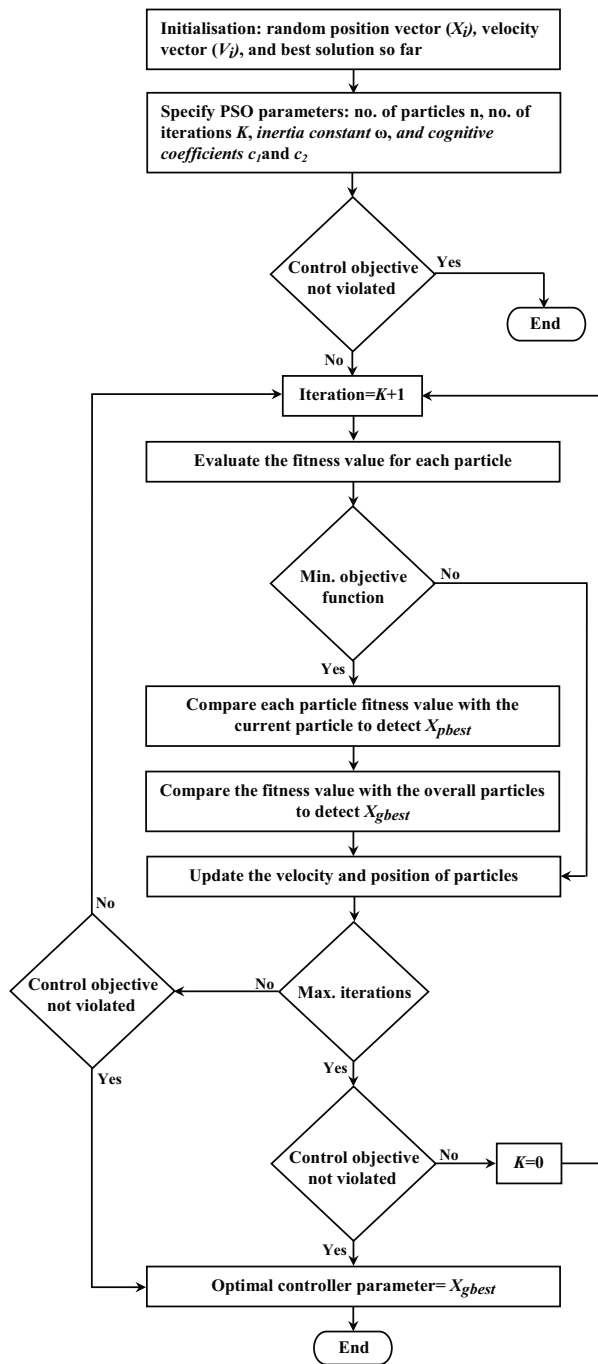 Initialisation: random position vector (Xi), velocity
vector (Vi), and best solution so far
Specify PSO parameters: no. of particles n, no. of
iterations K, inertia constant ω, and cognitive
coefficients c1and c2
Control objective
not violated
Yes
End
No
Iteration=K+1
Evaluate the fitness value for each particle
Min. objective
function
No
Yes
Compare each particle fitness value with the
current particle to detect Xpbest
Compare the fitness value with the overall particles
to detect Xgbest
Update the velocity and position of particles
No
Control objective
not violated
No
Max. iterations
Yes
Yes
Control objective
not violated
No
K=0
Yes
Optimal controller parameter= Xgbest
End